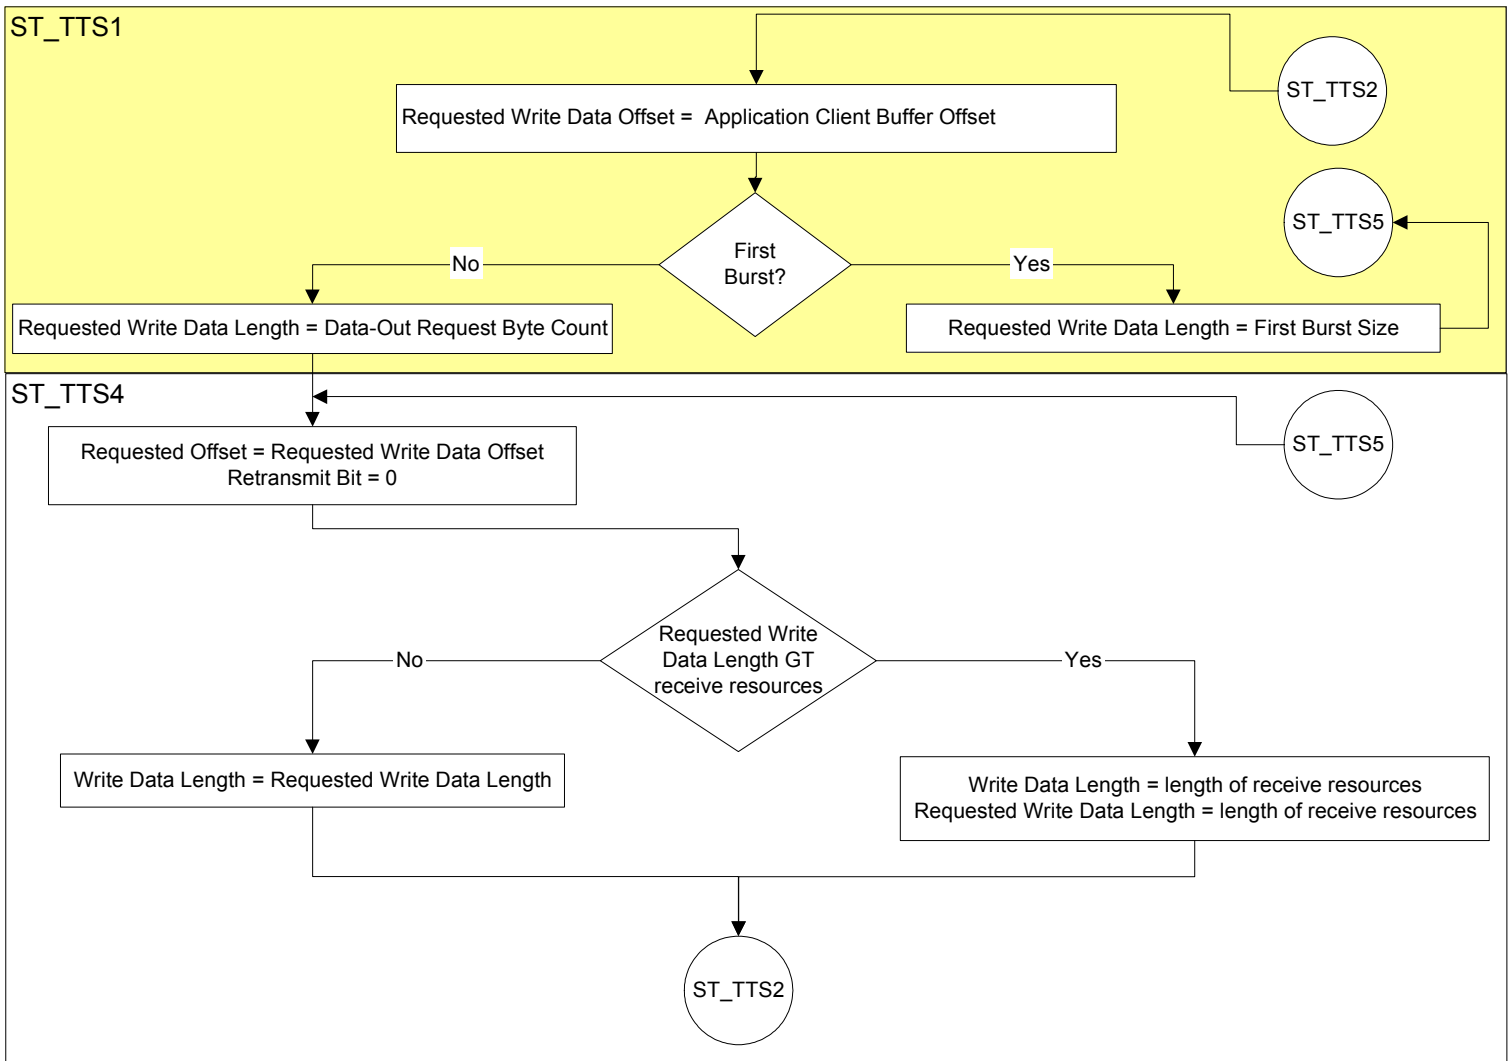 ST_TTS1
ST_TTS2
Requested Write Data Offset = Application Client Buffer Offset
ST_TTS5
First
Burst?
No
Yes
Requested Write Data Length = Data-Out Request Byte Count
Requested Write Data Length = First Burst Size
ST_TTS4
ST_TTS5
Requested Offset = Requested Write Data Offset
Retransmit Bit = 0
Requested Write
Data Length GT
receive resources
No
Yes
Write Data Length = Requested Write Data Length
Write Data Length = length of receive resources
Requested Write Data Length = length of receive resources
ST_TTS2